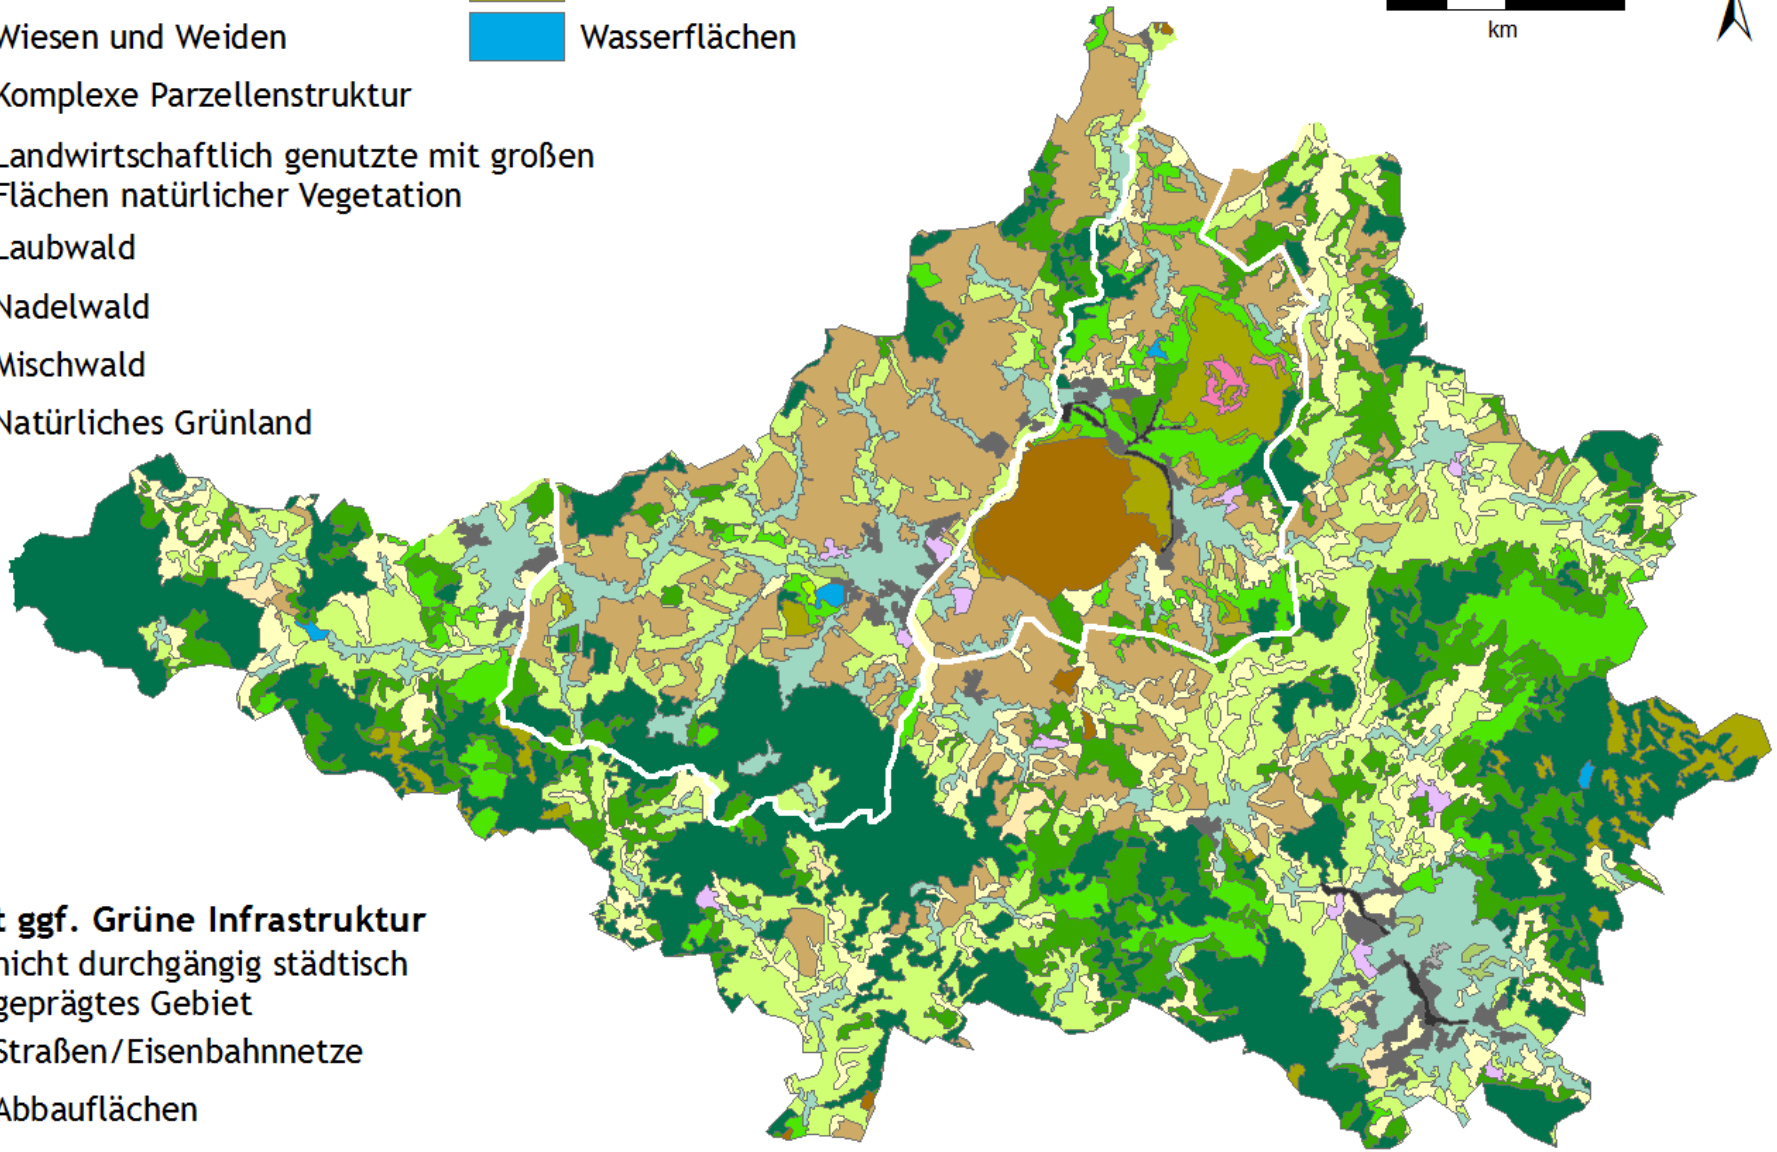 Wiesen und Weiden
Wasserflächen
km
Komplexe Parzellenstruktur
Landwirtschaftlich genutzte mit großen
Flächen natürlicher Vegetation
Laubwald
Nadelwald
Mischwald
Natürliches Grünland
t ggf. Grüne Infrastruktur
nicht durchgängig städtisch
geprägtes Gebiet
Straßen/Eisenbahnnetze
Abbauflächen